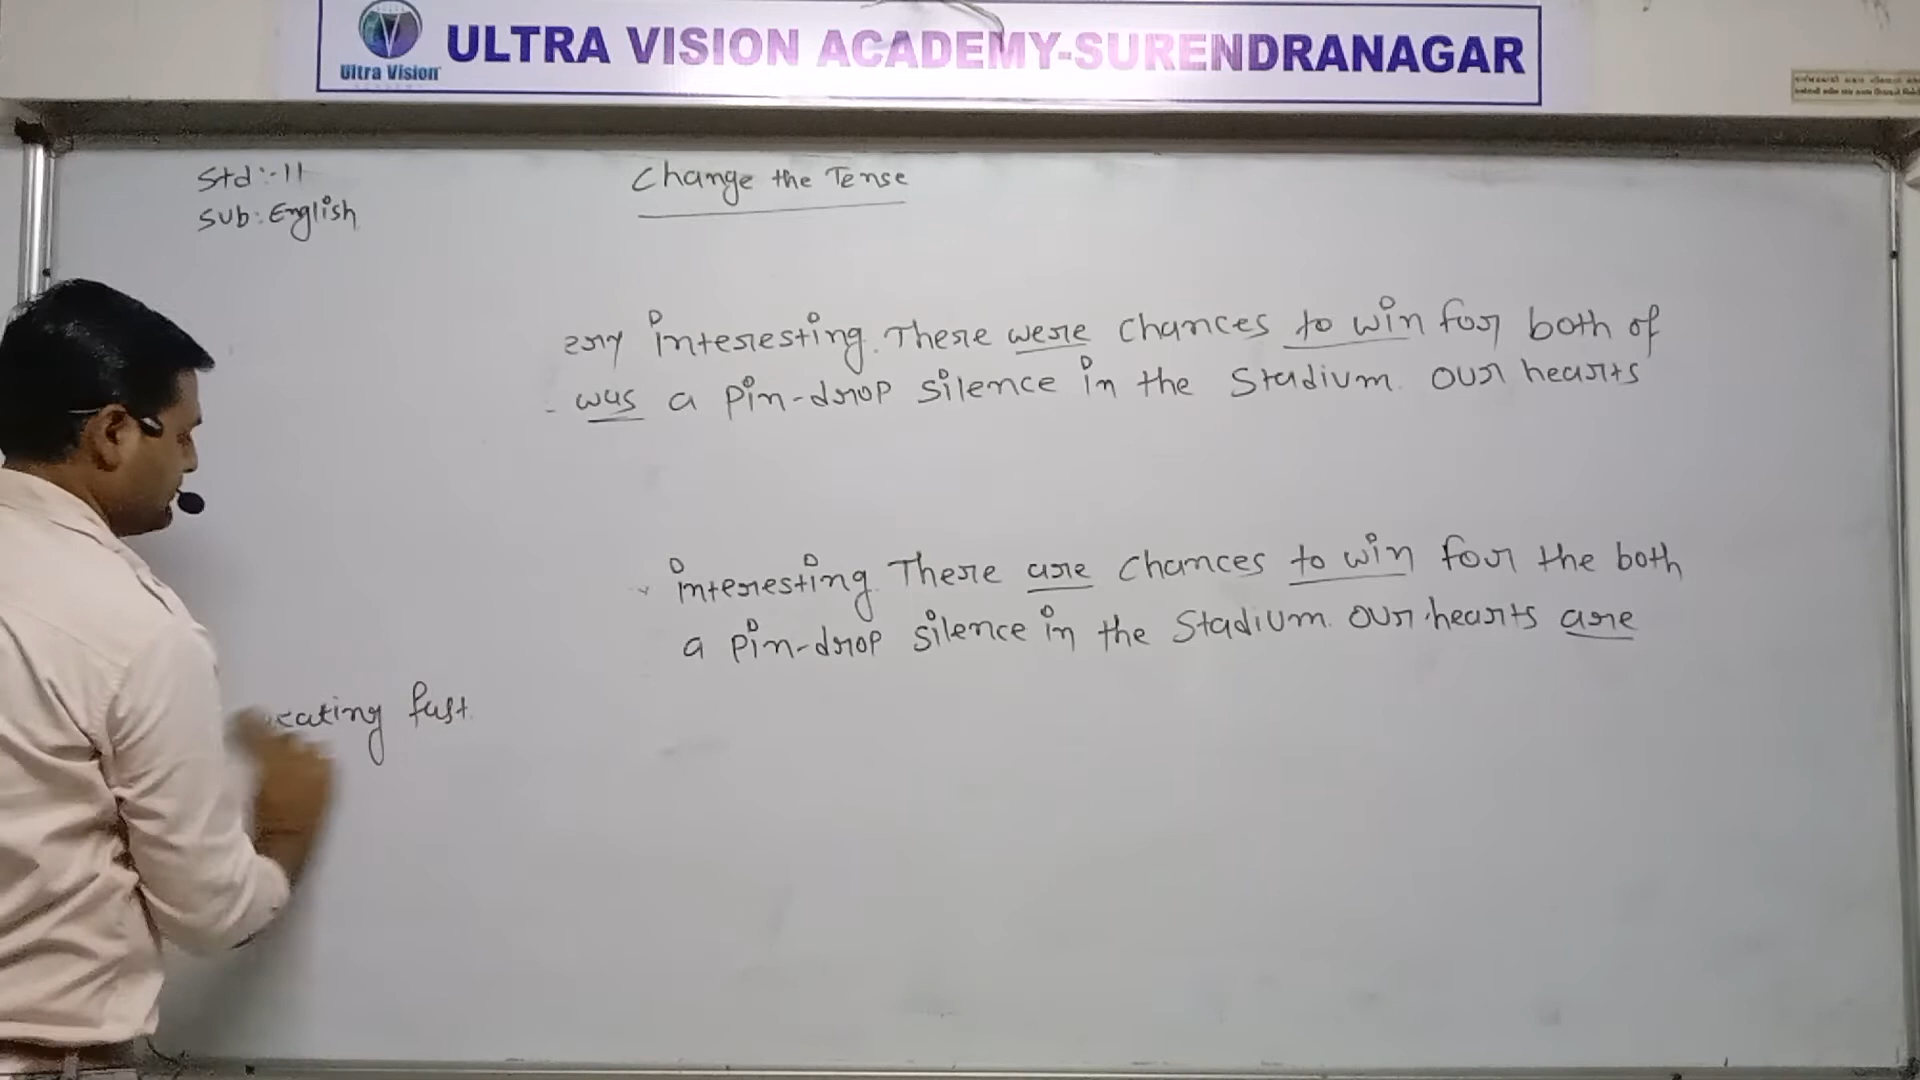 Ultra Vision
ULTRA VISION ACADEMY-SURENDRANAGAR
Std:-11
Sub: English
Change the Tense
interesting. There were chances to win for both of
was a pin-drop silence in the Stadium. Our hearts
interesting. There are chances to win for the both
a pin-drop silence in the Stadium. Our hearts are
eating fast.